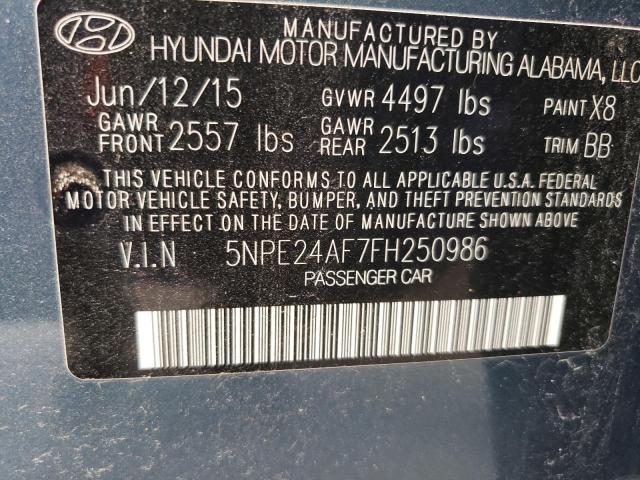 MANUFACTURED BY
HYUNDAI MOTOR MANUFACTURING ALABAMA, LLC
Jun/12/15 GVWR 4497 lbs PAINT X8
GAWR FRONT 2557 lbs GAWR REAR 2513 lbs TRIM BB
THIS VEHICLE CONFORMS TO ALL APPLICABLE U.S.A. FEDERAL
MOTOR VEHICLE SAFETY, BUMPER, AND THEFT PREVENTION STANDARDS
IN EFFECT ON THE DATE OF MANUFACTURE SHOWN ABOVE
V.I.N 5NPE24AF7FH250986
PASSENGER CAR